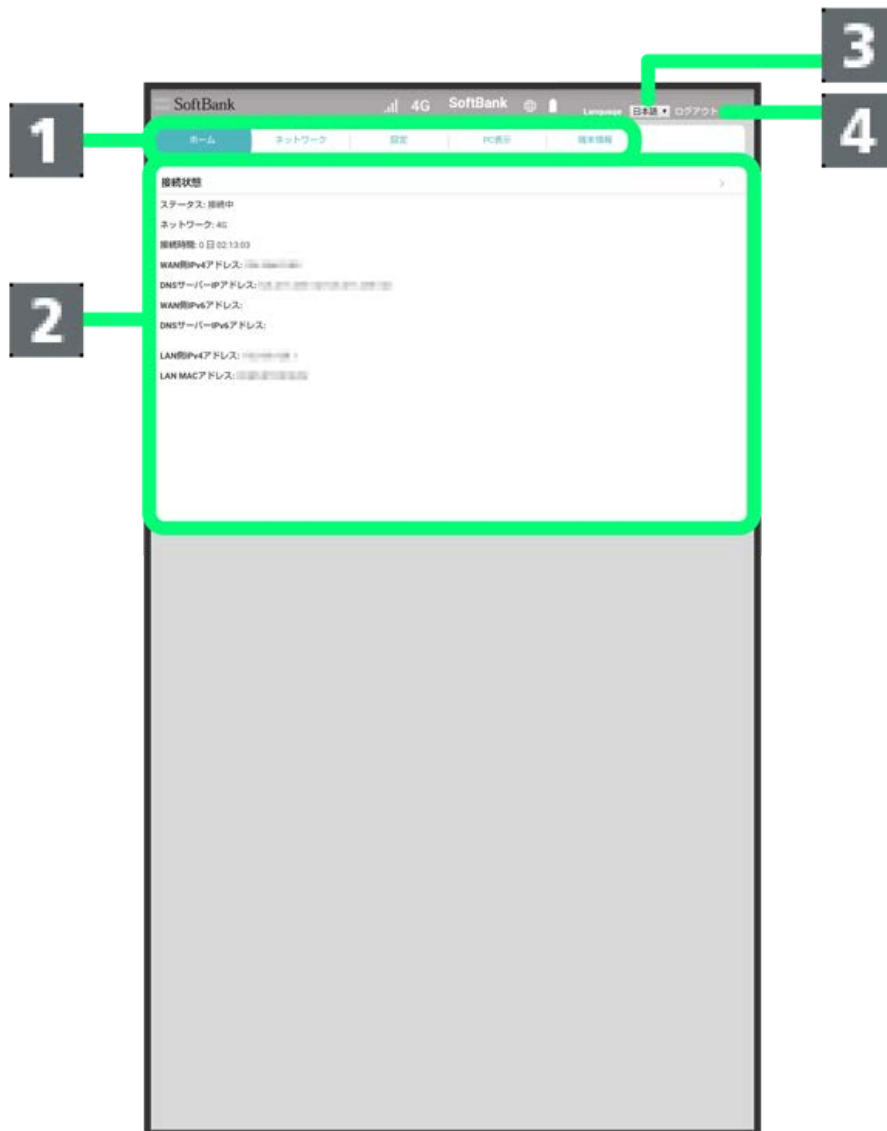 3
SoftBank 4G SoftBank Language 日本語 ログアウト
1
4
ホーム ネットワーク 設定 PC表示 端末情報
接続状態
ステータス: 接続中
ネットワーク: 4G
接続時間: 0 日 02:13:03
WAN側IPv4アドレス:
DNSサーバーIPアドレス:
2
WAN側IPv6アドレス:
DNSサーバーIPv6アドレス:
LAN側IPv4アドレス:
LAN MACアドレス: